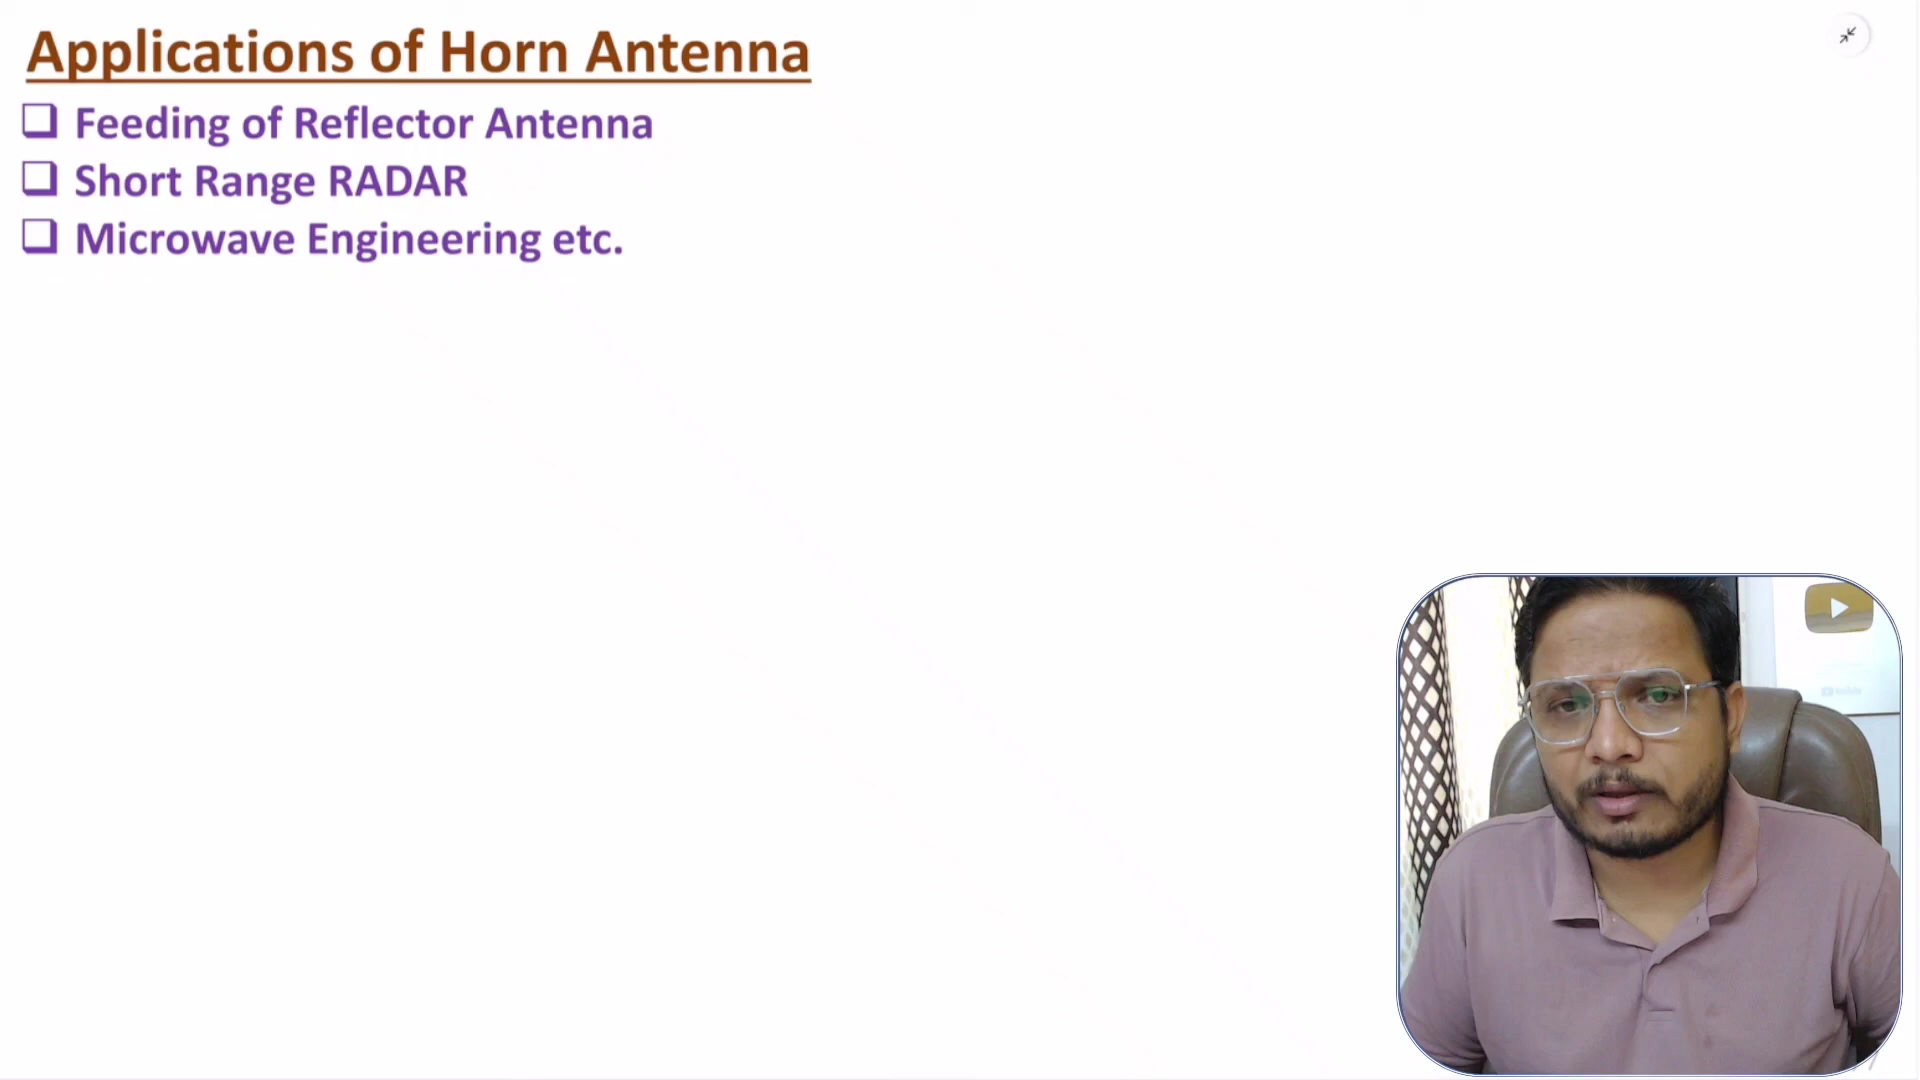 Applications of Horn Antenna
❑ Feeding of Reflector Antenna
❑ Short Range RADAR
❑ Microwave Engineering etc.